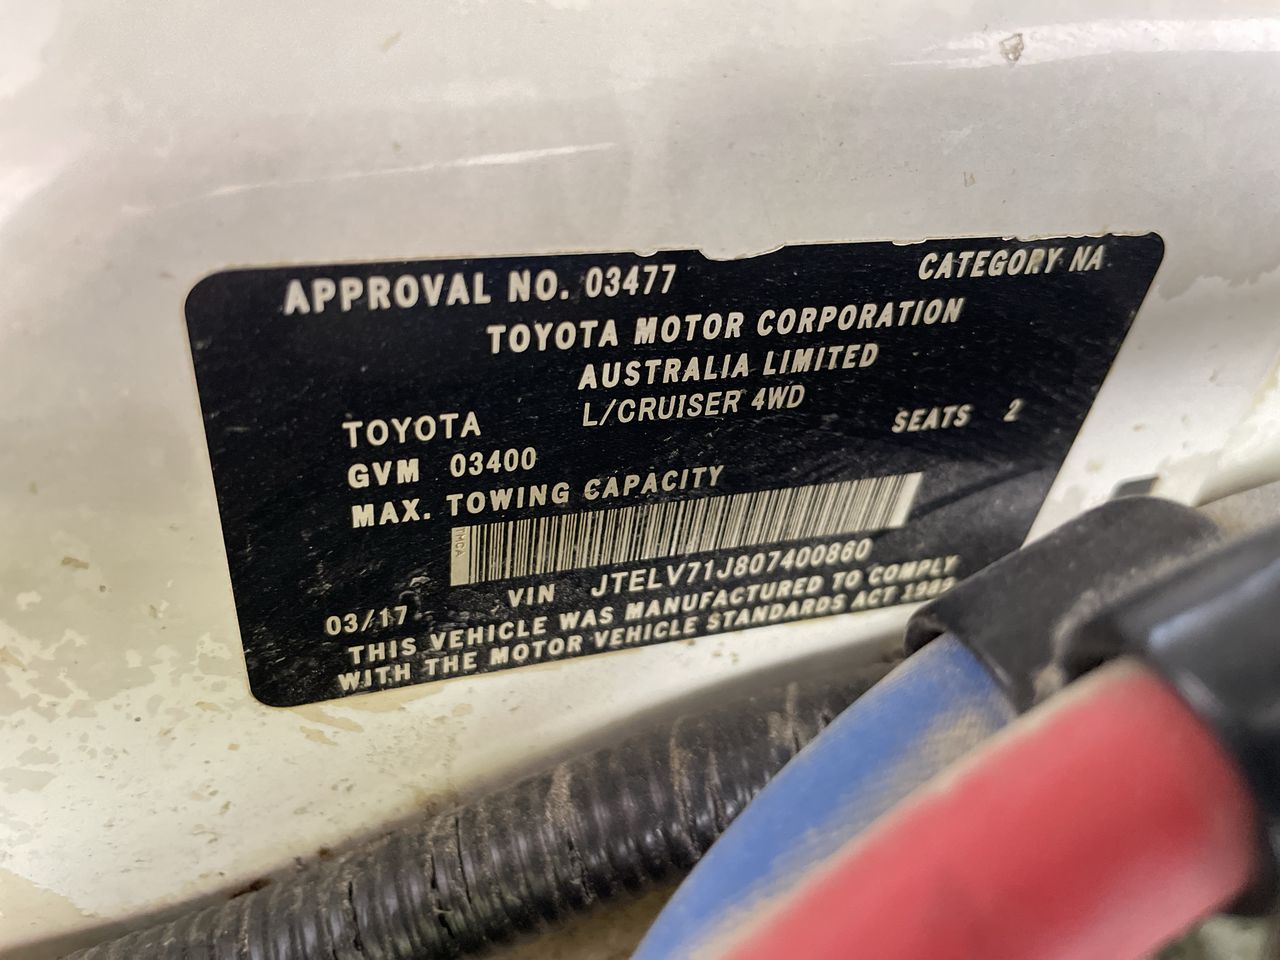 APPROVAL NO. 03477 CATEGORY NA
TOYOTA MOTOR CORPORATION
AUSTRALIA LIMITED
TOYOTA L/CRUISER 4WD
GVM 03400 SEATS 2
MAX. TOWING CAPACITY
TMCA
03/17 VIN JTELV71J807400860
THIS VEHICLE WAS MANUFACTURED TO COMPLY
WITH THE MOTOR VEHICLE STANDARDS ACT 1989